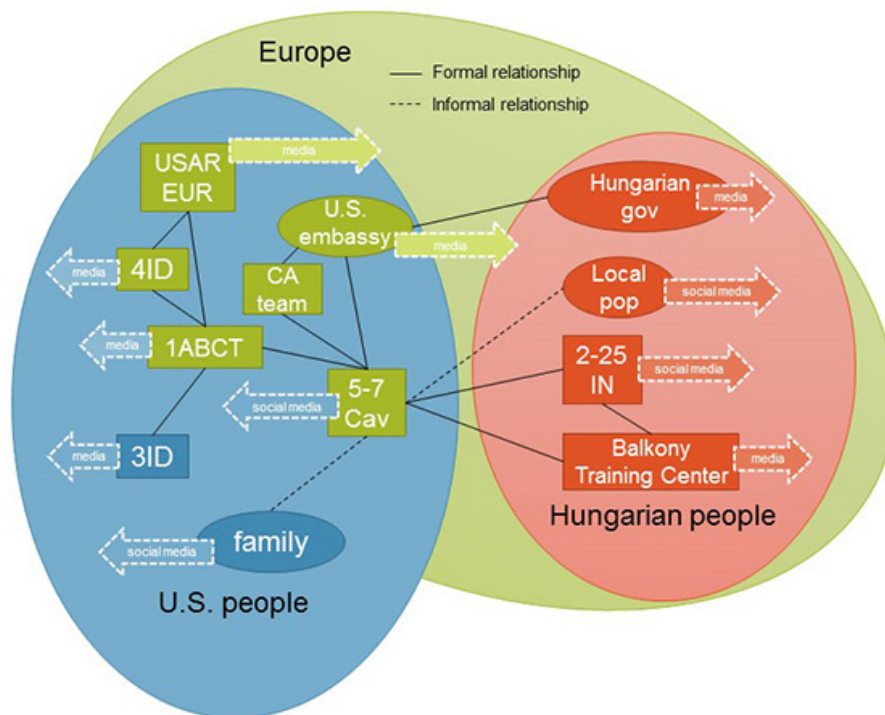 Europe
Formal relationship
Informal relationship
USAR
EUR
media
U.S.
embassy
media
Hungarian
gov
media
4ID
media
CA
team
Local
pop
social media
1ABCT
media
2-25
IN
social media
5-7
Cav
social media
3ID
media
Balkony
Training Center
media
Hungarian people
family
social media
U.S. people